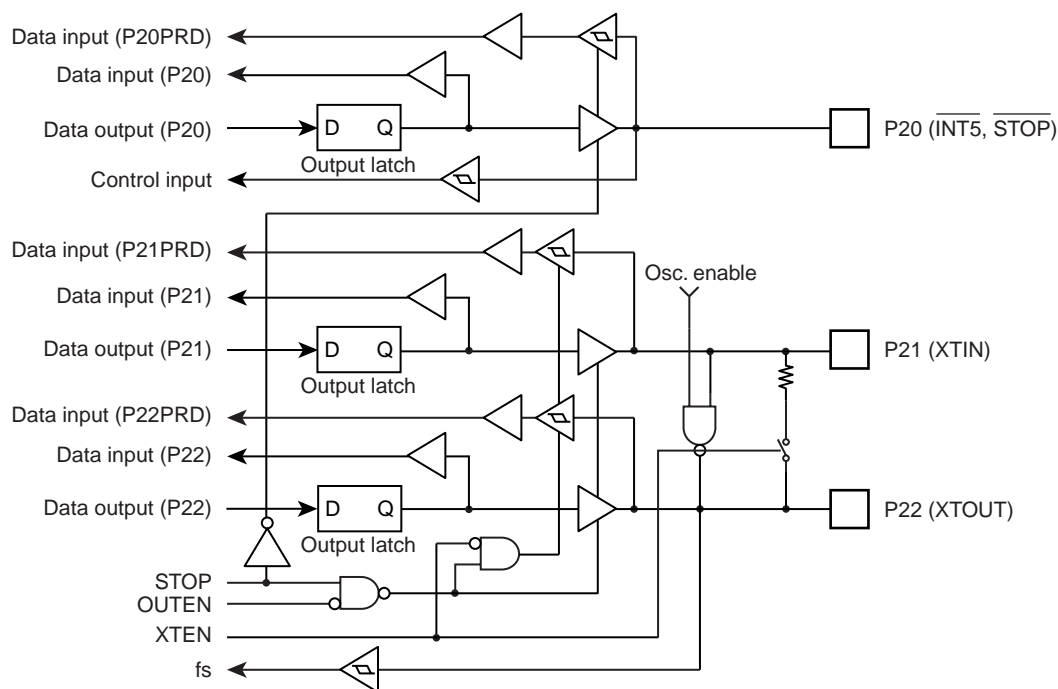 Data input (P20PRD)
Data input (P20)
Data output (P20)
D Q
Output latch
P20 (INT5, STOP)
Control input
Data input (P21PRD)
Osc. enable
Data input (P21)
Data output (P21)
D Q
Output latch
P21 (XTIN)
Data input (P22PRD)
Data input (P22)
Data output (P22)
D Q
Output latch
P22 (XTOUT)
STOP
OUTEN
XTEN
fs